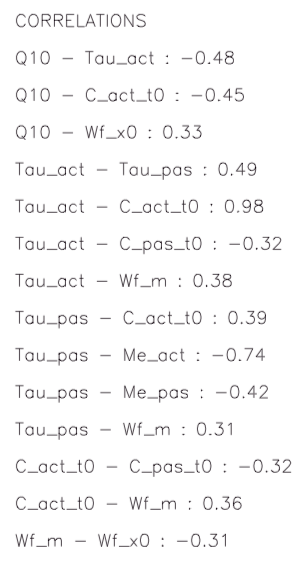 CORRELATIONS
Q10 − Tau_act : −0.48
Q10 − C_act_t0 : −0.45
Q10 − Wf_x0 : 0.33
Tau_act − Tau_pas : 0.49
Tau_act − C_act_t0 : 0.98
Tau_act − C_pas_t0 : −0.32
Tau_act − Wf_m : 0.38
Tau_pas − C_act_t0 : 0.39
Tau_pas − Me_act : −0.74
Tau_pas − Me_pas : −0.42
Tau_pas − Wf_m : 0.31
C_act_t0 − C_pas_t0 : −0.32
C_act_t0 − Wf_m : 0.36
Wf_m − Wf_x0 : −0.31